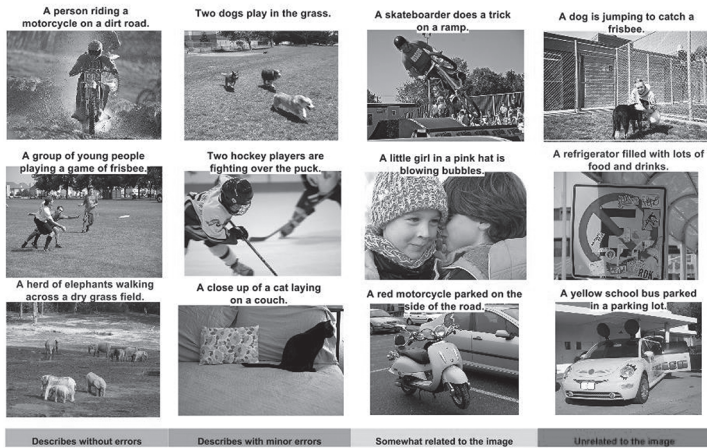 A person riding a
motorcycle on a dirt road.
Two dogs play in the grass.
A skateboarder does a trick
on a ramp.
A dog is jumping to catch a
frisbee.
A group of young people
playing a game of frisbee.
Two hockey players are
fighting over the puck.
A little girl in a pink hat is
blowing bubbles.
A refrigerator filled with lots of
food and drinks.
A herd of elephants walking
across a dry grass field.
A close up of a cat laying
on a couch.
A red motorcycle parked on the
side of the road.
A yellow school bus parked
in a parking lot.
Describes without errors
Describes with minor errors
Somewhat related to the image
Unrelated to the image